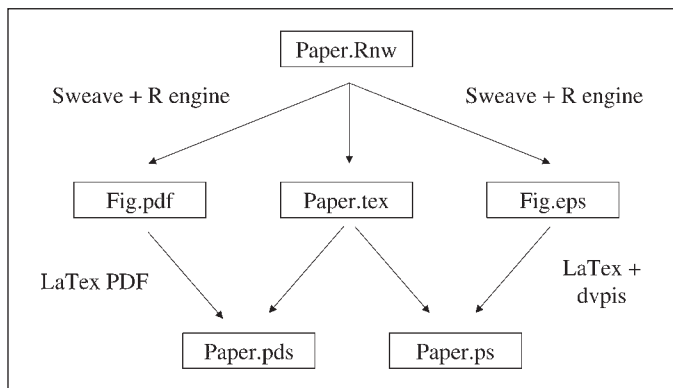 Paper.Rnw
Sweave + R engine
Sweave + R engine
Fig.pdf
Paper.tex
Fig.eps
LaTex PDF
LaTex +
dvpis
Paper.pds
Paper.ps